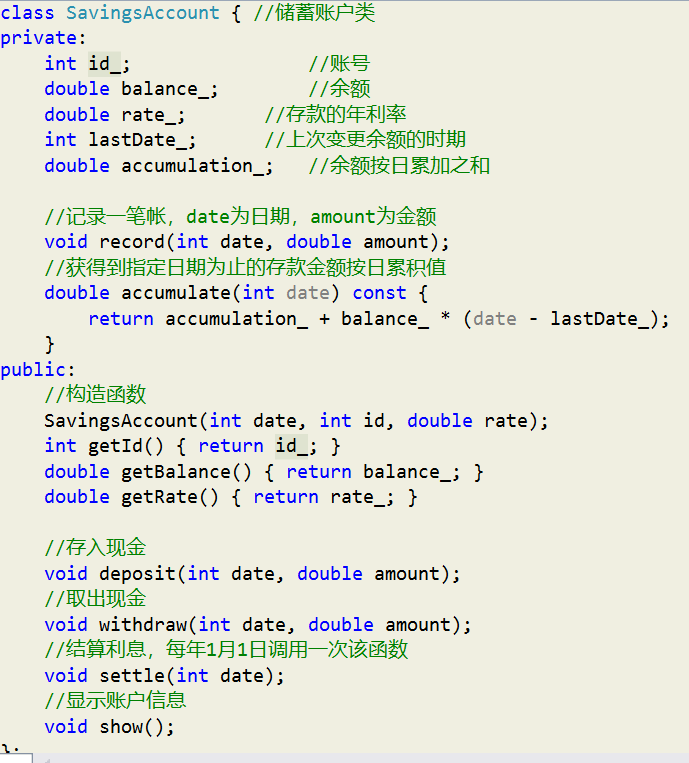 class SavingsAccount { //储蓄账户类
private:
    int id_;                //账号
    double balance_;      //余额
    double rate_;       //存款的年利率
    int lastDate_;      //上次变更余额的时期
    double accumulation_;   //余额按日累加之和

    //记录一笔帐，date为日期，amount为金额
    void record(int date, double amount);
    //获得到指定日期为止的存款金额按日累积值
    double accumulate(int date) const {
        return accumulation_ + balance_ * (date - lastDate_);
    }
public:
    //构造函数
    SavingsAccount(int date, int id, double rate);
    int getId() { return id_; }
    double getBalance() { return balance_; }
    double getRate() { return rate_; }

    //存入现金
    void deposit(int date, double amount);
    //取出现金
    void withdraw(int date, double amount);
    //结算利息，每年1月1日调用一次该函数
    void settle(int date);
    //显示账户信息
    void show();
};